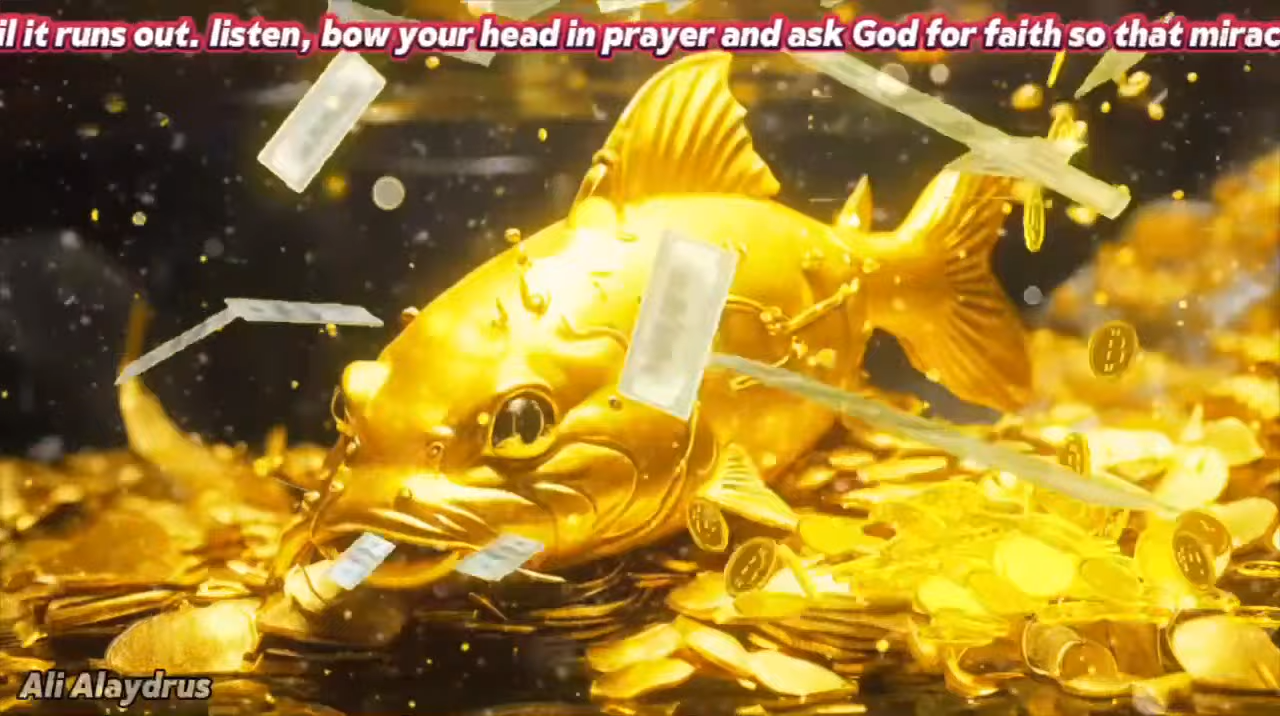 il it runs out. listen, bow your head in prayer and ask God for faith so that mirac
Ali Alaydrus